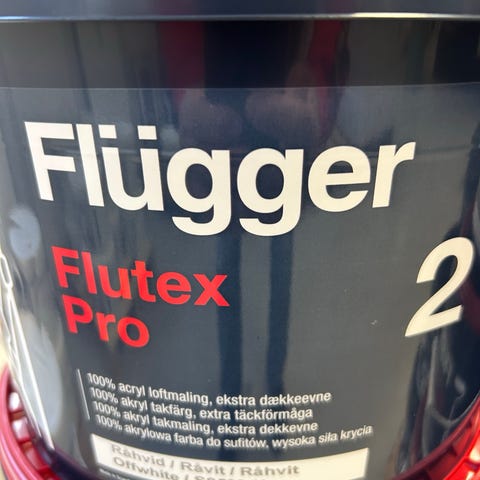 Flügger
Flutex
Pro
2
100% acryl loftmaling, ekstra dækkeevne
100% akryl takfärg, extra täckförmåga
100% akryl takmaling, ekstra dekkevne
100% akrylowa farba do sufitów, wysoka siła krycia
Råhvid / Råvit / Råhvit
Offwhite /